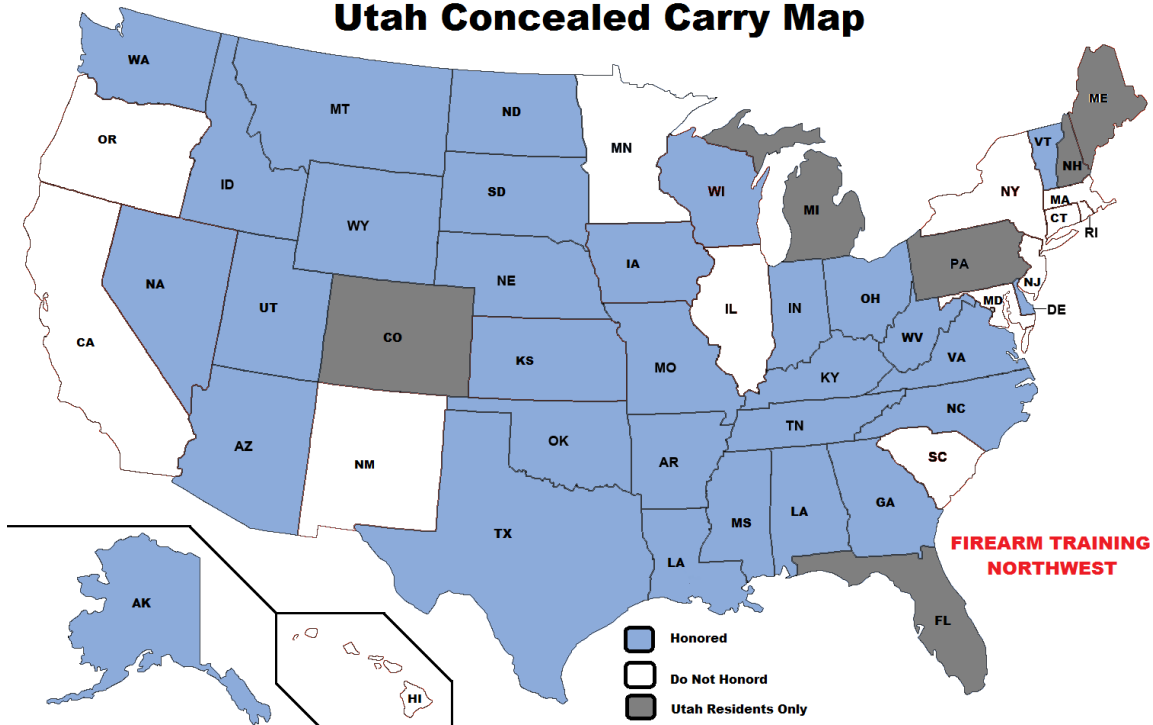 Utah Concealed Carry Map
WA
MT
ND
MN
ME
OR
ID
SD
WI
MI
VT
NH
NY
MA
CT
RI
WY
IA
NE
PA
NJ
NA
UT
CO
IL
IN
OH
MD
DE
CA
KS
MO
WV
VA
KY
NC
AZ
NM
OK
AR
TN
SC
TX
MS
LA
GA
LA
FIREARM TRAINING
NORTHWEST
AK
FL
HI
Honored
Do Not Honord
Utah Residents Only